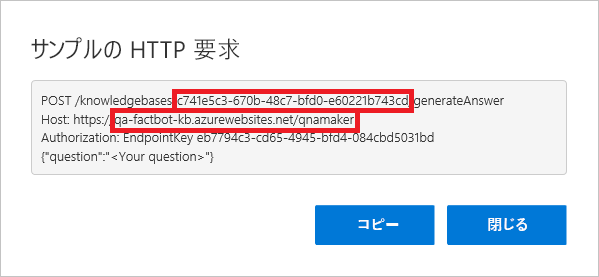 サンプルの HTTP 要求
POST /knowledgebases/c741e5c3-670b-48c7-bfd0-e60221b743cd/generateAnswer
Host: https://qa-factbot-kb.azurewebsites.net/qnamaker
Authorization: EndpointKey eb7794c3-cd65-4945-bfd4-084cbd5031bd
{"question":"<Your question>"}
コピー
閉じる